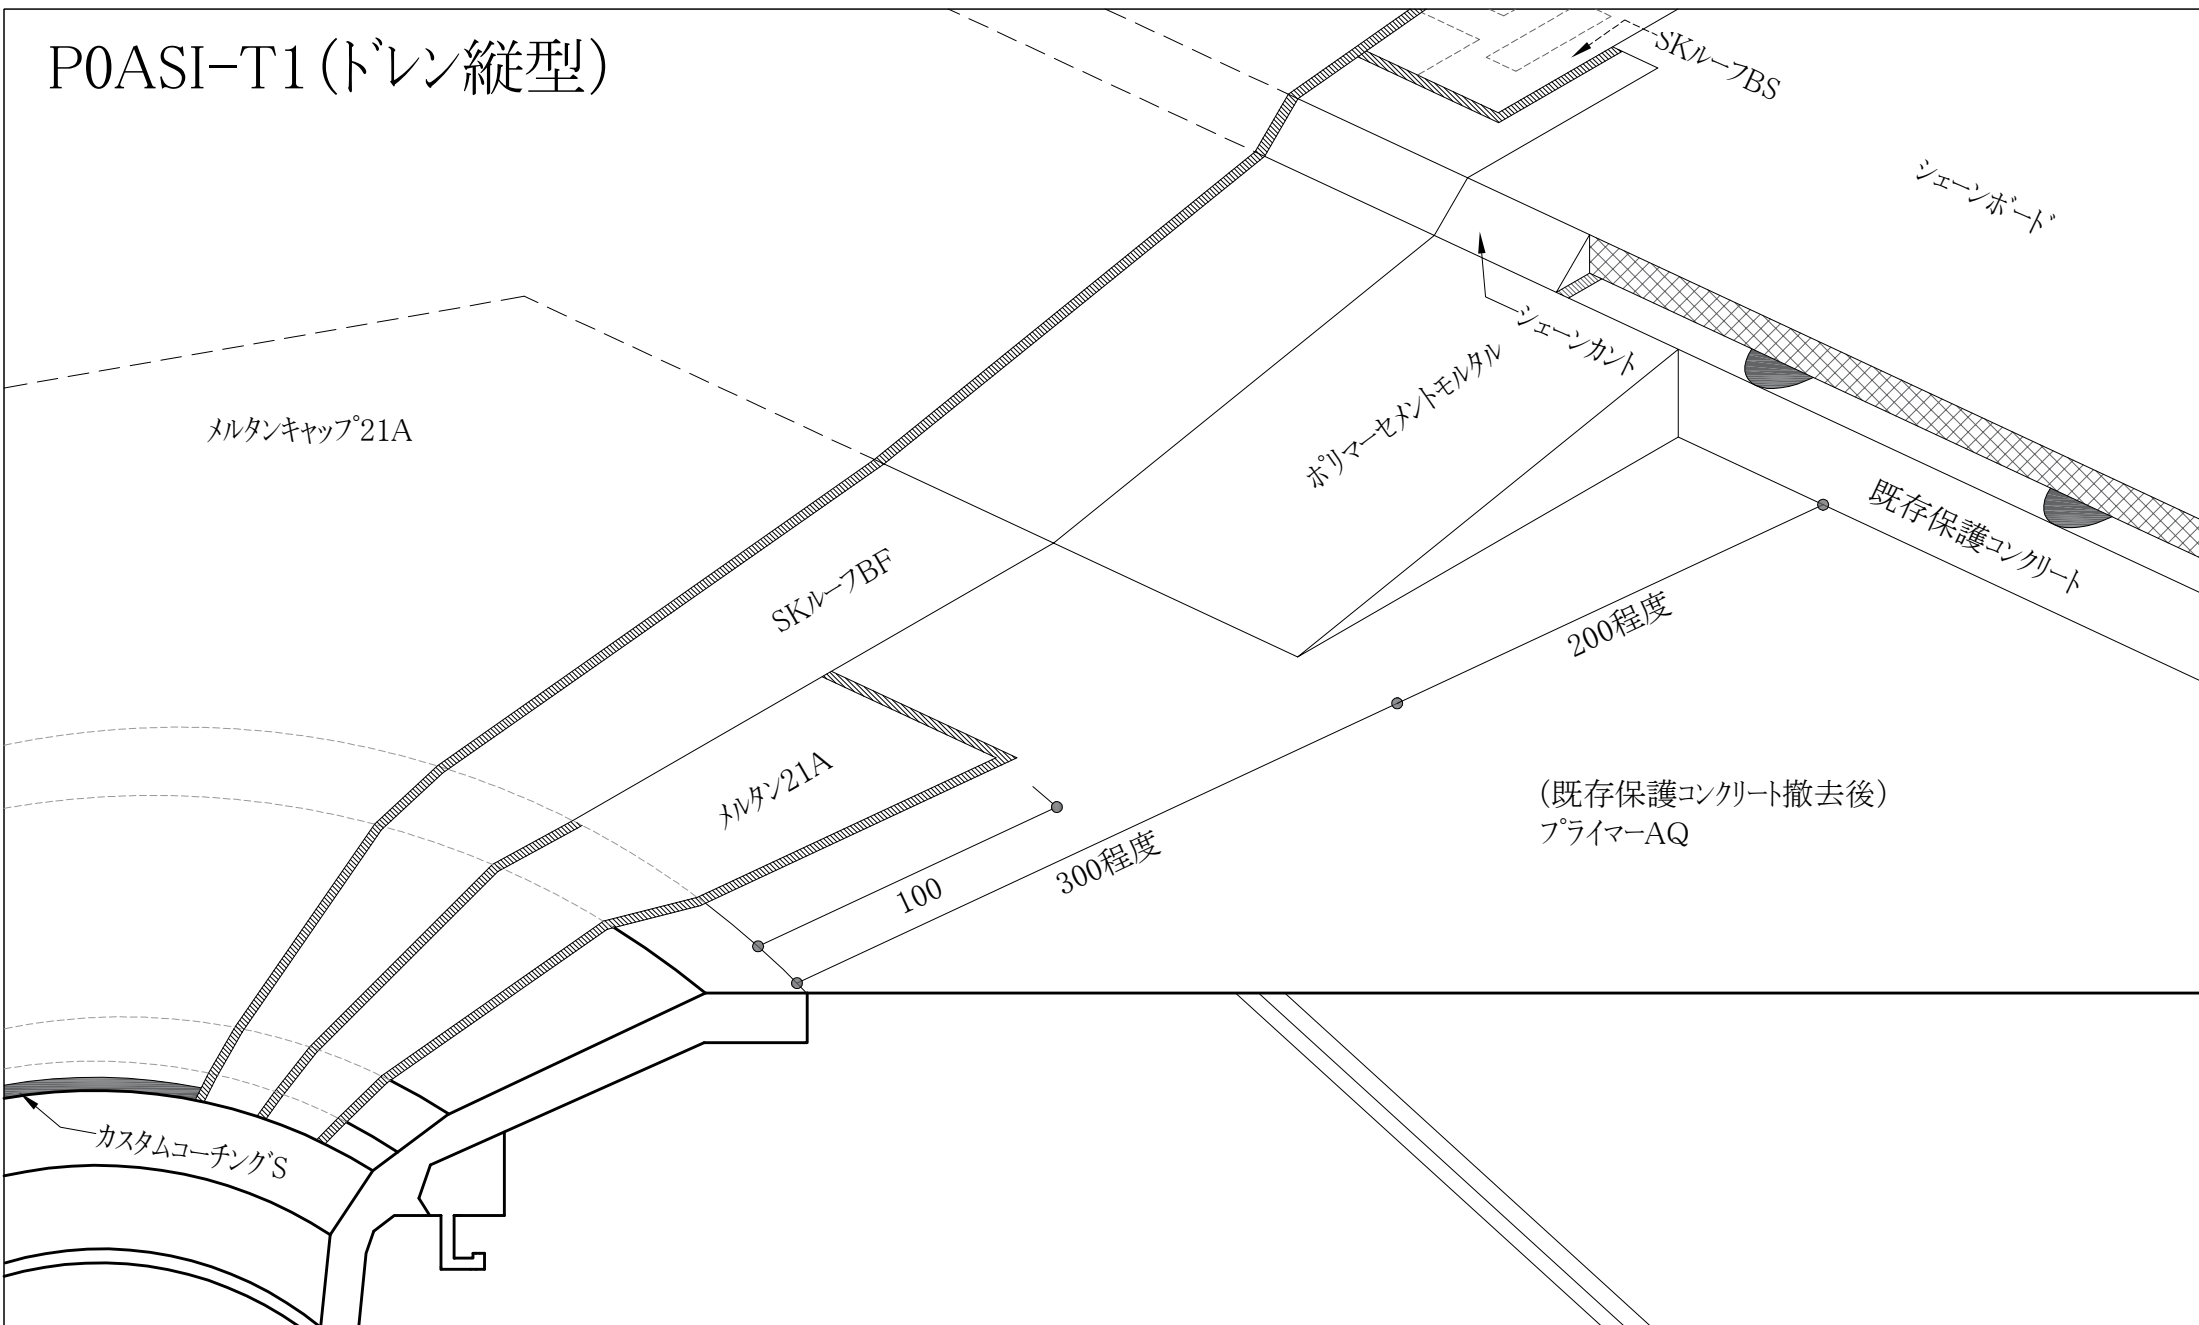 P0ASI-T1(ドレン縦型)
SKルーフBS
シェーンボード
シェーンカント
メルタンキャップ21A
ポリマーセメントモルタル
既存保護コンクリート
SKルーフBF
200程度
メルタン21A
(既存保護コンクリート撤去後)
プライマーAQ
300程度
100
カスタムコーチングS